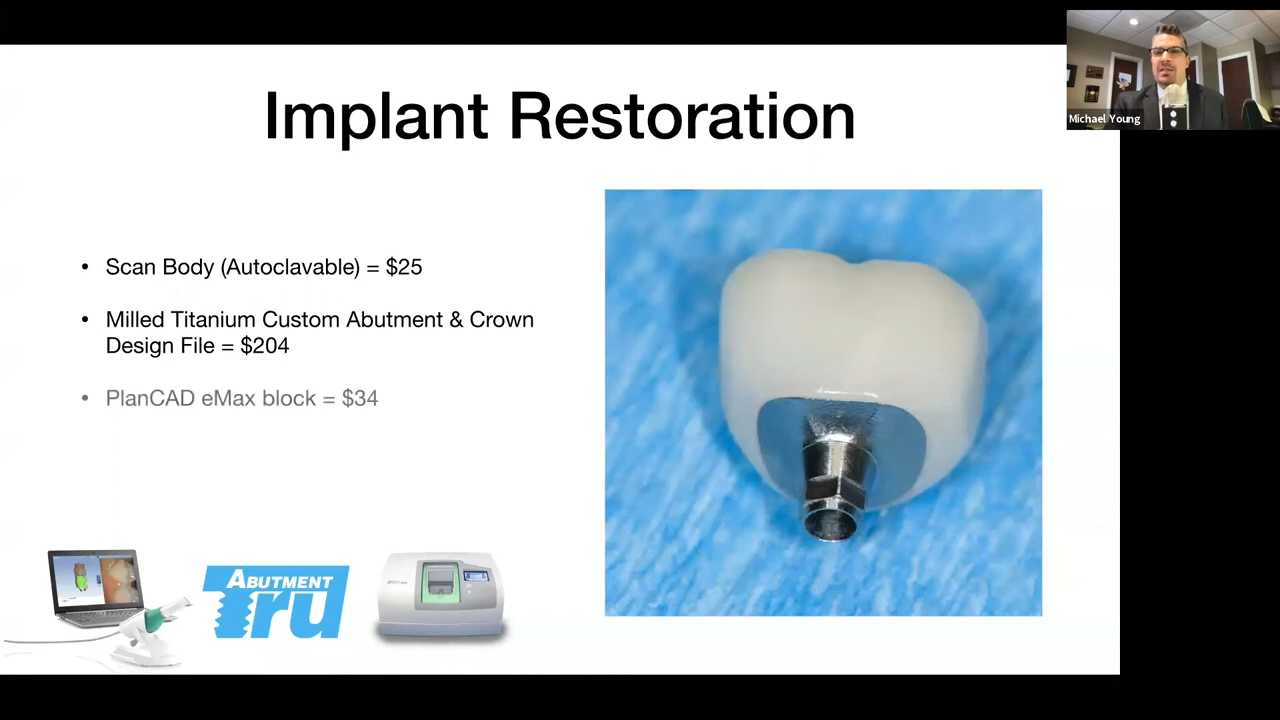 Implant Restoration
Michael Young
• Scan Body (Autoclavable) = $25
• Milled Titanium Custom Abutment & Crown
Design File = $204
• PlanCAD eMax block = $34
ABUTMENT
Tru